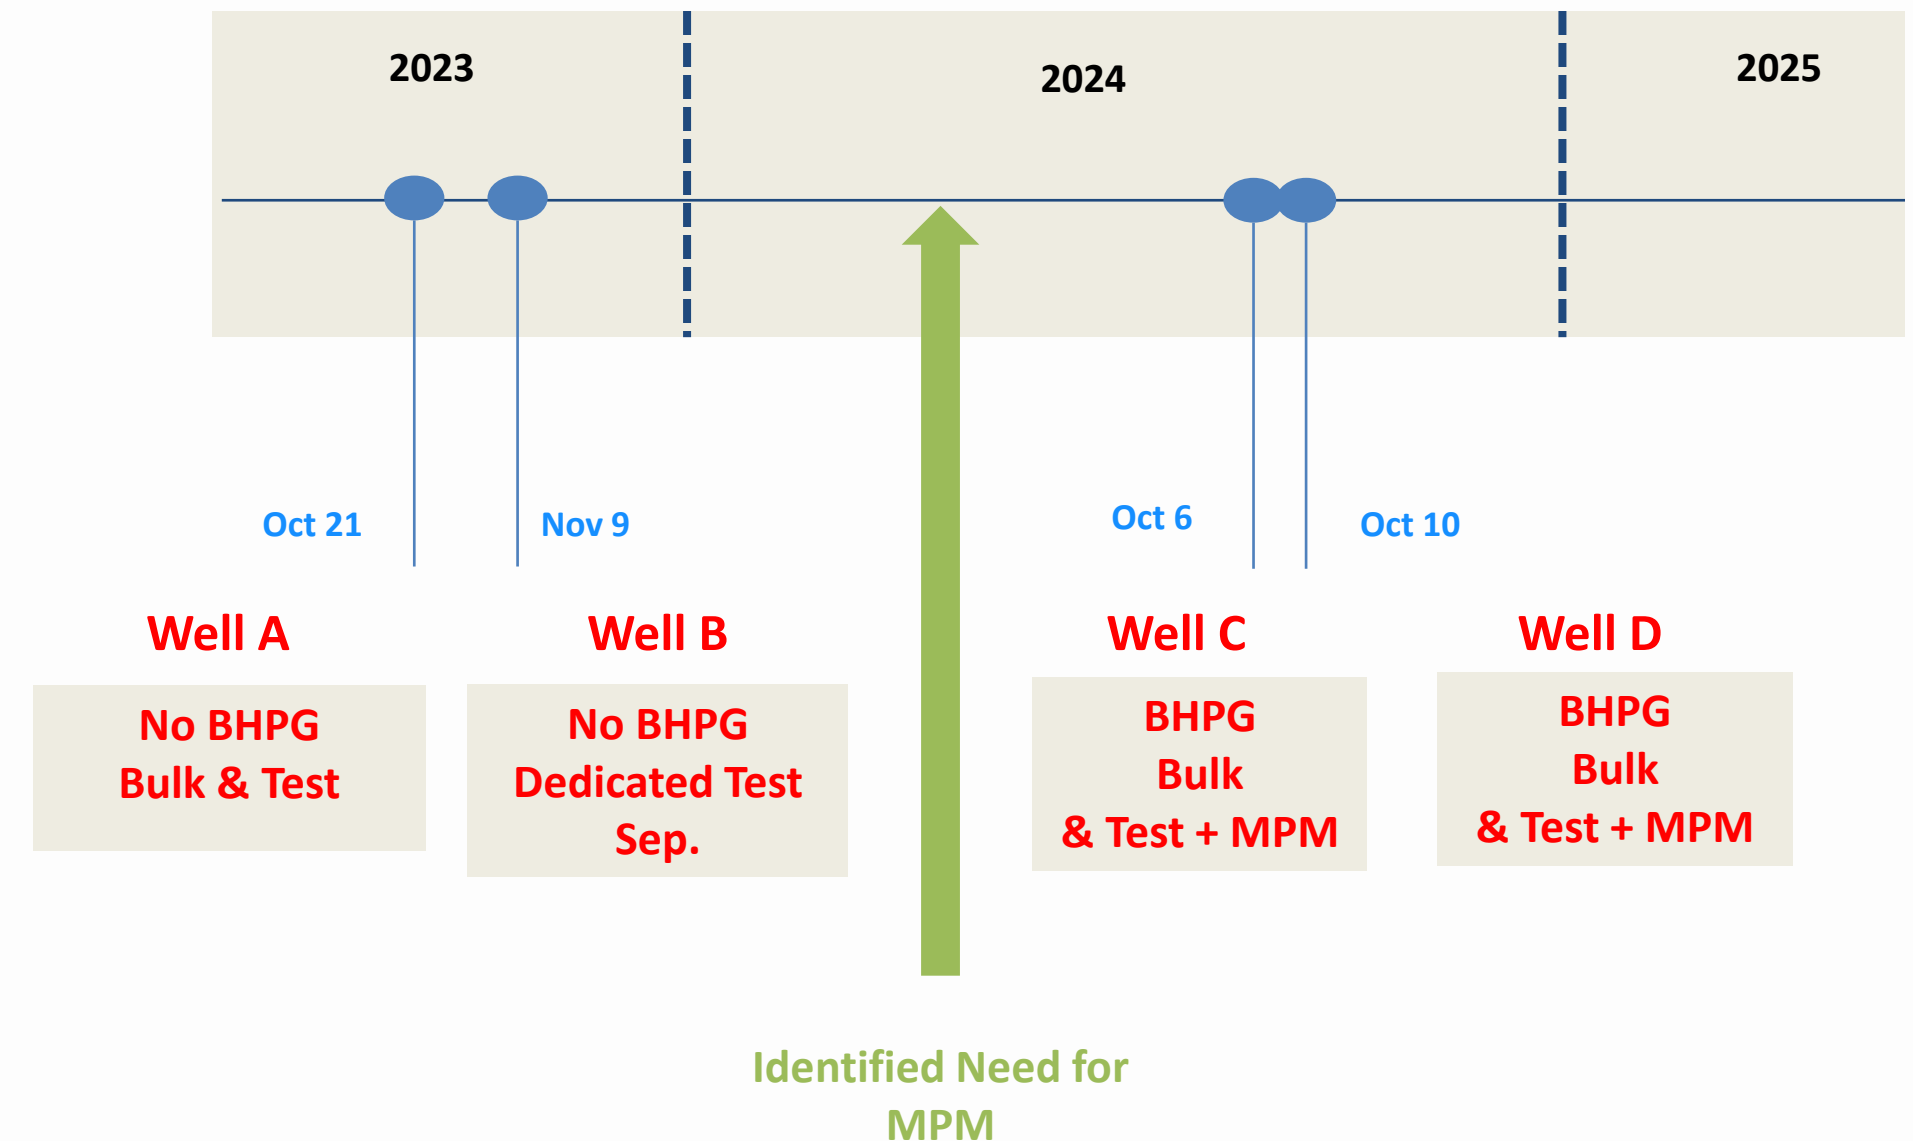 2023
2024
2025
Oct 21
Nov 9
Oct 6
Oct 10
Well A
Well B
Well C
Well D
No BHPG
Bulk & Test
No BHPG
Dedicated Test
Sep.
BHPG
Bulk
& Test + MPM
BHPG
Bulk
& Test + MPM
Identified Need for
MPM